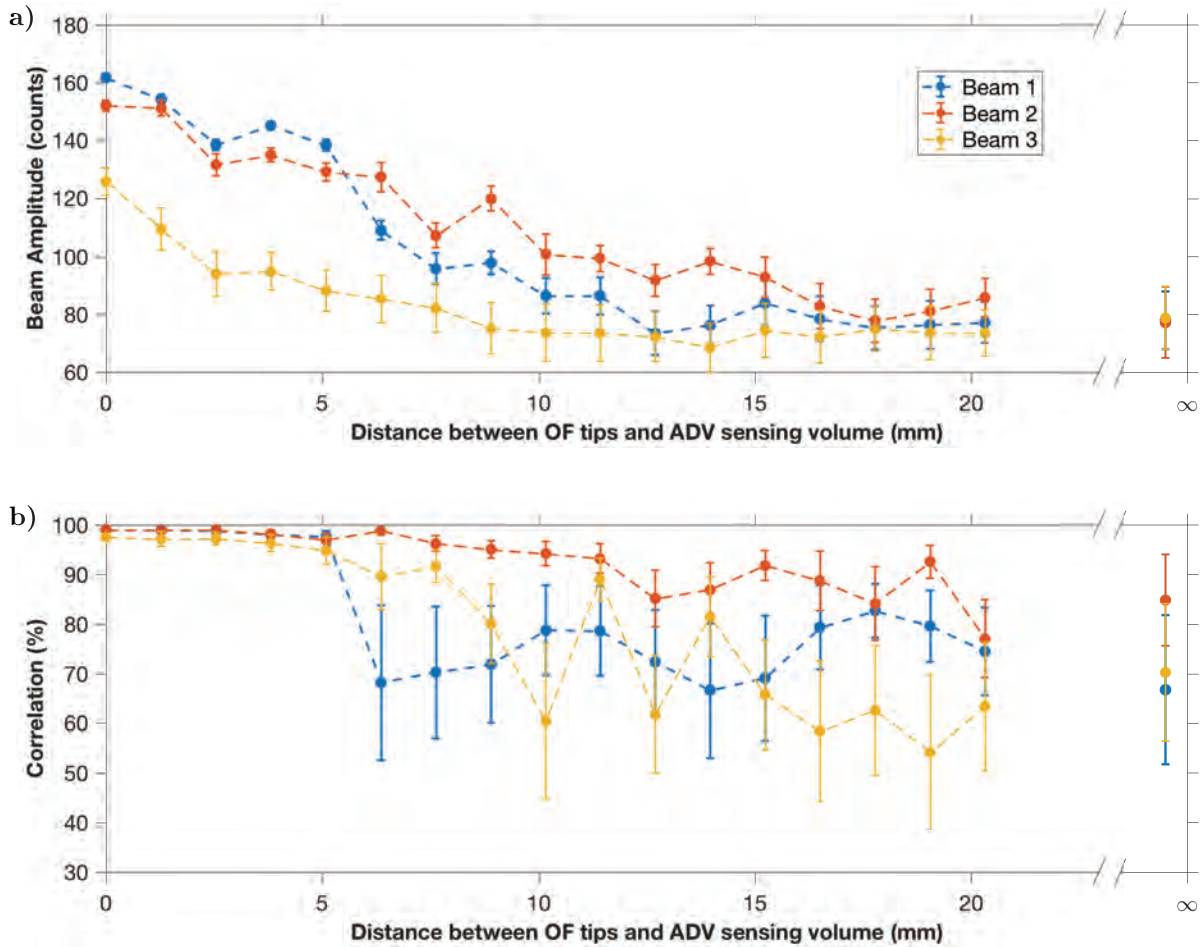 a)
180
160
140
120
100
80
60
Beam Amplitude (counts)
Beam 1
Beam 2
Beam 3
0 5 10 15 20 ∞
Distance between OF tips and ADV sensing volume (mm)
b)
100
90
80
70
60
50
40
30
Correlation (%)
0 5 10 15 20 ∞
Distance between OF tips and ADV sensing volume (mm)